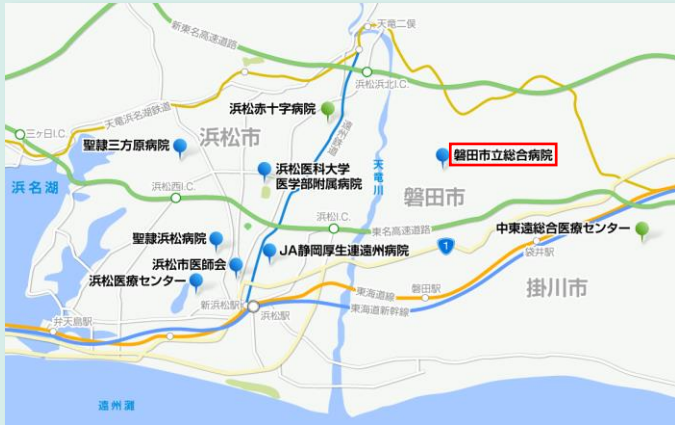 新東名高速道路
天竜二俣
浜松浜北I.C.
天竜浜名湖鉄道
浜松赤十字病院
三ヶ日I.C.
浜松市
遠州鉄道
聖隷三方原病院
磐田市立総合病院
天竜川
浜松医科大学
医学部附属病院
浜名湖
浜松西I.C.
磐田市
浜松I.C.
東名高速道路
中東遠総合医療センター
聖隷浜松病院
1
JA静岡厚生連遠州病院
袋井駅
浜松市医師会
浜松医療センター
掛川市
東海道線
磐田駅
新浜松駅
東海道新幹線
浜松駅
弁天島駅
遠州灘